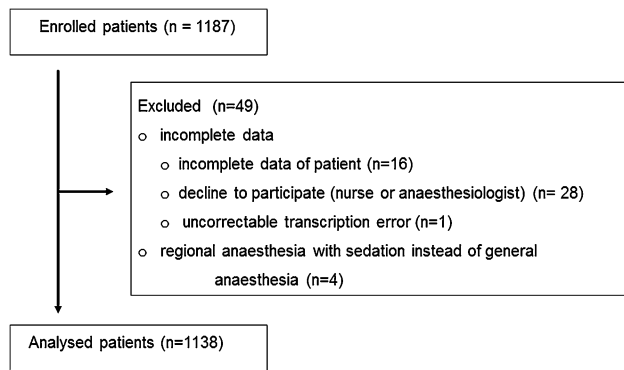 Enrolled patients (n = 1187)
Excluded (n=49)
o incomplete data
o incomplete data of patient (n=16)
o decline to participate (nurse or anaesthesiologist) (n= 28)
o uncorrectable transcription error (n=1)
o regional anaesthesia with sedation instead of general
anaesthesia (n=4)
Analysed patients (n=1138)